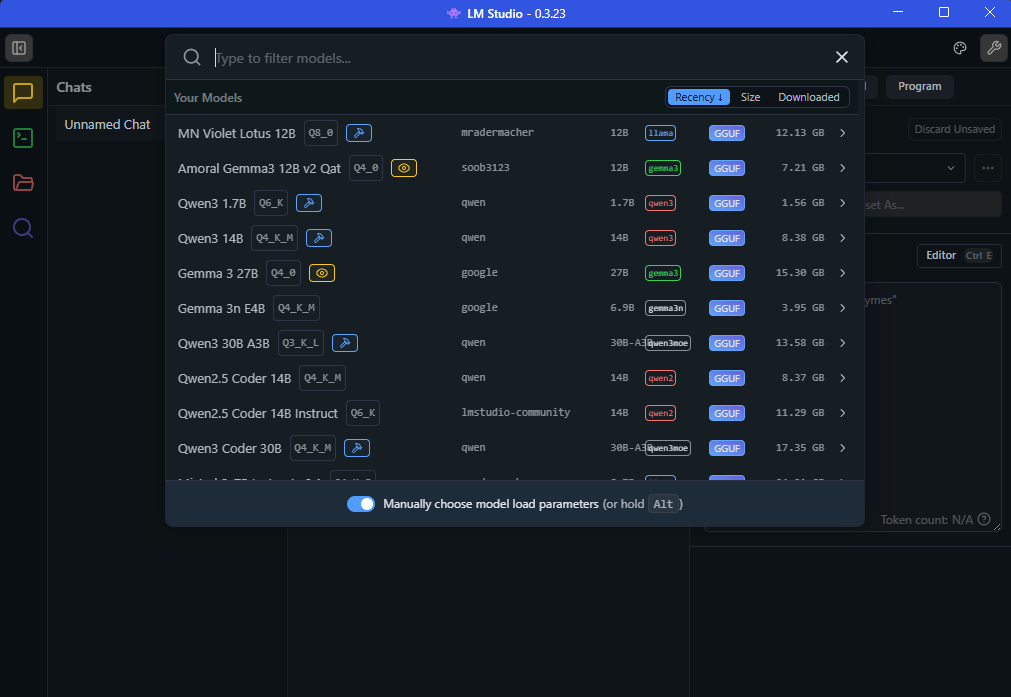 LM Studio - 0.3.23
Type to filter models...
Chats
Program
Your Models
Recency ↓ Size Downloaded
Unnamed Chat
Discard Unsaved
MN Violet Lotus 12B Q8_0 mradermacher 12B llama GGUF 12.13 GB
Amoral Gemma3 12B v2 Qat Q4_0 soob3123 12B gemma3 GGUF 7.21 GB
Qwen3 1.7B Q6_K qwen 1.7B qwen3 GGUF 1.56 GB
set As...
Qwen3 14B Q4_K_M qwen 14B qwen3 GGUF 8.38 GB
Editor Ctrl E
Gemma 3 27B Q4_0 google 27B gemma3 GGUF 15.30 GB
ymes"
Gemma 3n E4B Q4_K_M google 6.9B gemma3n GGUF 3.95 GB
Qwen3 30B A3B Q3_K_L qwen 30B-A3B qwen3moe GGUF 13.58 GB
Qwen2.5 Coder 14B Q4_K_M qwen 14B qwen2 GGUF 8.37 GB
Qwen2.5 Coder 14B Instruct Q6_K lmstudio-community 14B qwen2 GGUF 11.29 GB
Qwen3 Coder 30B Q4_K_M qwen 30B-A3B qwen3moe GGUF 17.35 GB
Manually choose model load parameters (or hold Alt )
Token count: N/A